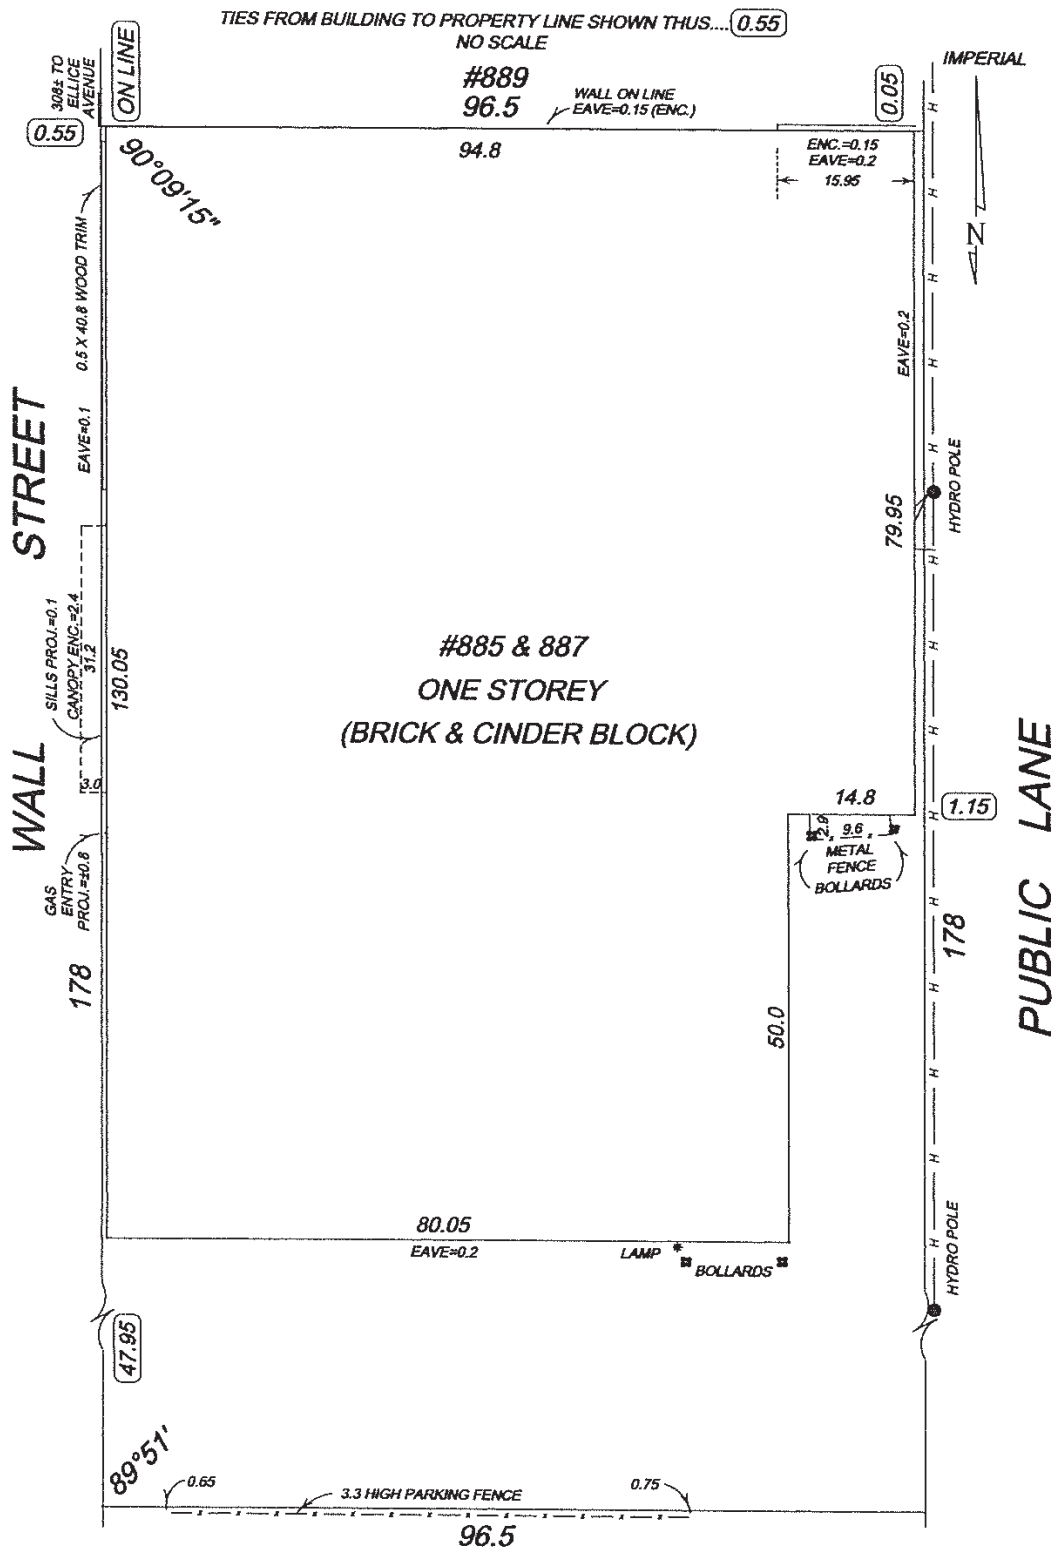 TIES FROM BUILDING TO PROPERTY LINE SHOWN THUS.... 0.55
NO SCALE
IMPERIAL
308± TO
ELLICE
AVENUE
ON LINE
#889
96.5
WALL ON LINE
EAVE=0.15 (ENC.)
0.05
0.55
90°09'15"
94.8
ENC.=0.15
EAVE=0.2
15.95
N
0.5 X 40.8 WOOD TRIM
EAVE=0.1
EAVE=0.2
WALL STREET
HYDRO POLE
79.95
SILLS PROJ.=0.1
CANOPY ENC.=2.4
31.2
130.05
3.0
#885 & 887
ONE STOREY
(BRICK & CINDER BLOCK)
14.8
1.15
2.9
9.6
METAL
FENCE
BOLLARDS
GAS
ENTRY
PROJ.=±0.8
178
178
PUBLIC LANE
50.0
80.05
EAVE=0.2
LAMP
BOLLARDS
HYDRO POLE
47.95
89°51'
0.65
3.3 HIGH PARKING FENCE
0.75
96.5
H
H
H
H
H
H
H
H
H
H
H
H
H
H